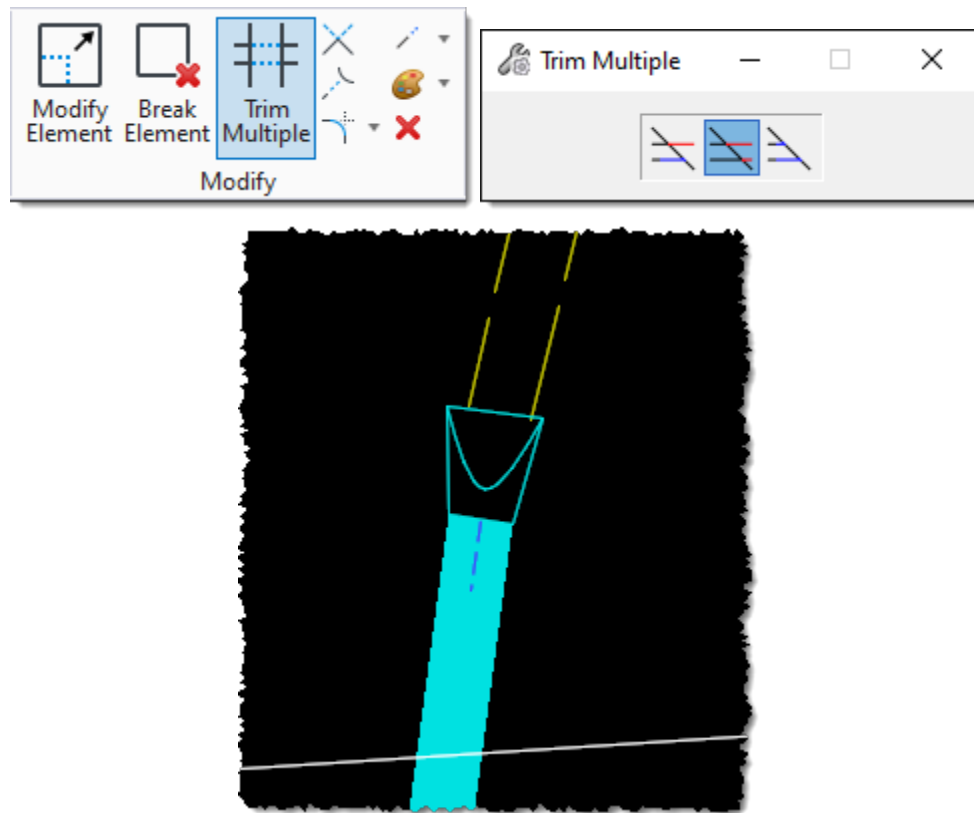 Modify
Element
Break
Element
Trim
Multiple
Modify
Trim Multiple